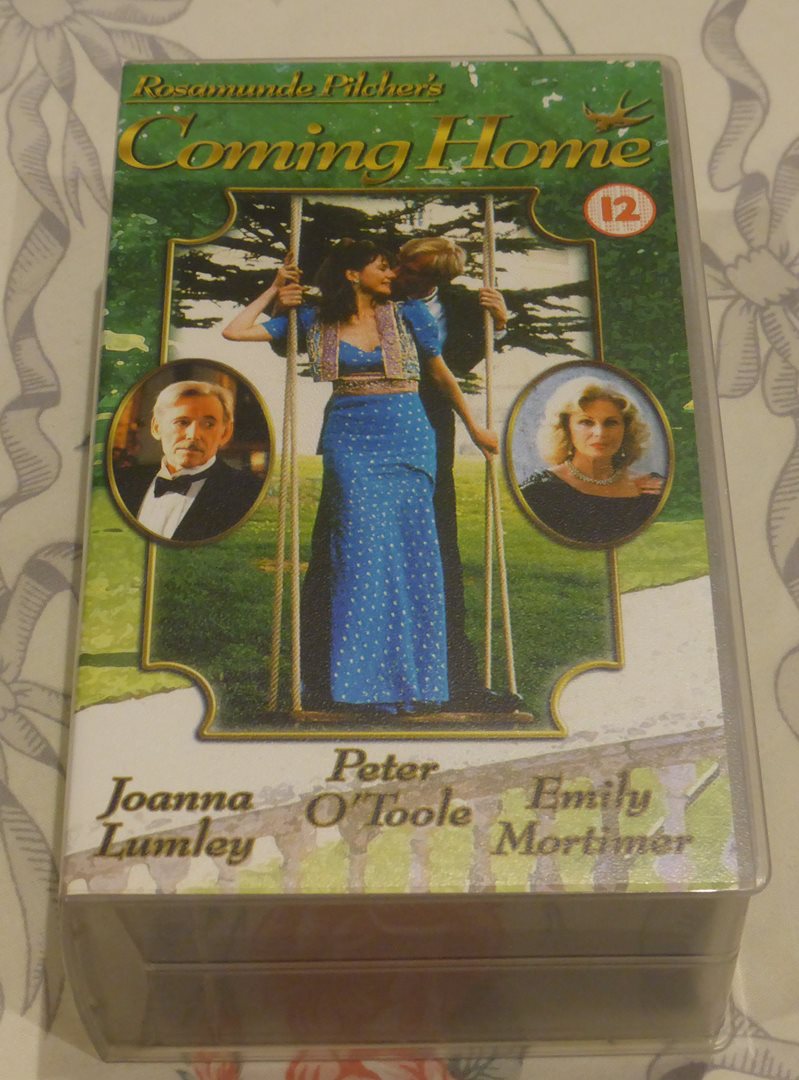 Rosamunde Pilcher's
Coming Home
12
Joanna
Lumley
Peter
O'Toole
Emily
Mortimer